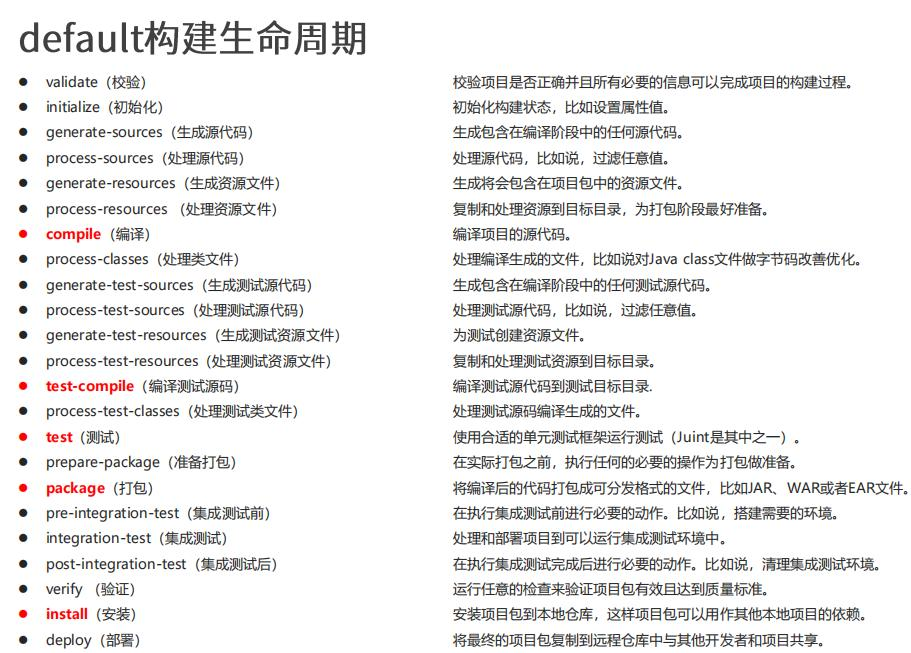 default构建生命周期
● validate（校验） 校验项目是否正确并且所有必要的信息可以完成项目的构建过程。
● initialize（初始化） 初始化构建状态，比如设置属性值。
● generate-sources（生成源代码） 生成包含在编译阶段中的任何源代码。
● process-sources（处理源代码） 处理源代码，比如说，过滤任意值。
● generate-resources（生成资源文件） 生成将会包含在项目包中的资源文件。
● process-resources （处理资源文件） 复制和处理资源到目标目录，为打包阶段最好准备。
● compile（编译） 编译项目的源代码。
● process-classes（处理类文件） 处理编译生成的文件，比如说对Java class文件做字节码改善优化。
● generate-test-sources（生成测试源代码） 生成包含在编译阶段中的任何测试源代码。
● process-test-sources（处理测试源代码） 处理测试源代码，比如说，过滤任意值。
● generate-test-resources（生成测试资源文件） 为测试创建资源文件。
● process-test-resources（处理测试资源文件） 复制和处理测试资源到目标目录。
● test-compile（编译测试源码） 编译测试源代码到测试目标目录.
● process-test-classes（处理测试类文件） 处理测试源码编译生成的文件。
● test（测试） 使用合适的单元测试框架运行测试（Juint是其中之一）。
● prepare-package（准备打包） 在实际打包之前，执行任何的必要的操作为打包做准备。
● package（打包） 将编译后的代码打包成可分发格式的文件，比如JAR、WAR或者EAR文件。
● pre-integration-test（集成测试前） 在执行集成测试前进行必要的动作。比如说，搭建需要的环境。
● integration-test（集成测试） 处理和部署项目到可以运行集成测试环境中。
● post-integration-test（集成测试后） 在执行集成测试完成后进行必要的动作。比如说，清理集成测试环境。
● verify （验证） 运行任意的检查来验证项目包有效且达到质量标准。
● install（安装） 安装项目包到本地仓库，这样项目包可以用作其他本地项目的依赖。
● deploy（部署） 将最终的项目包复制到远程仓库中与其他开发者和项目共享。